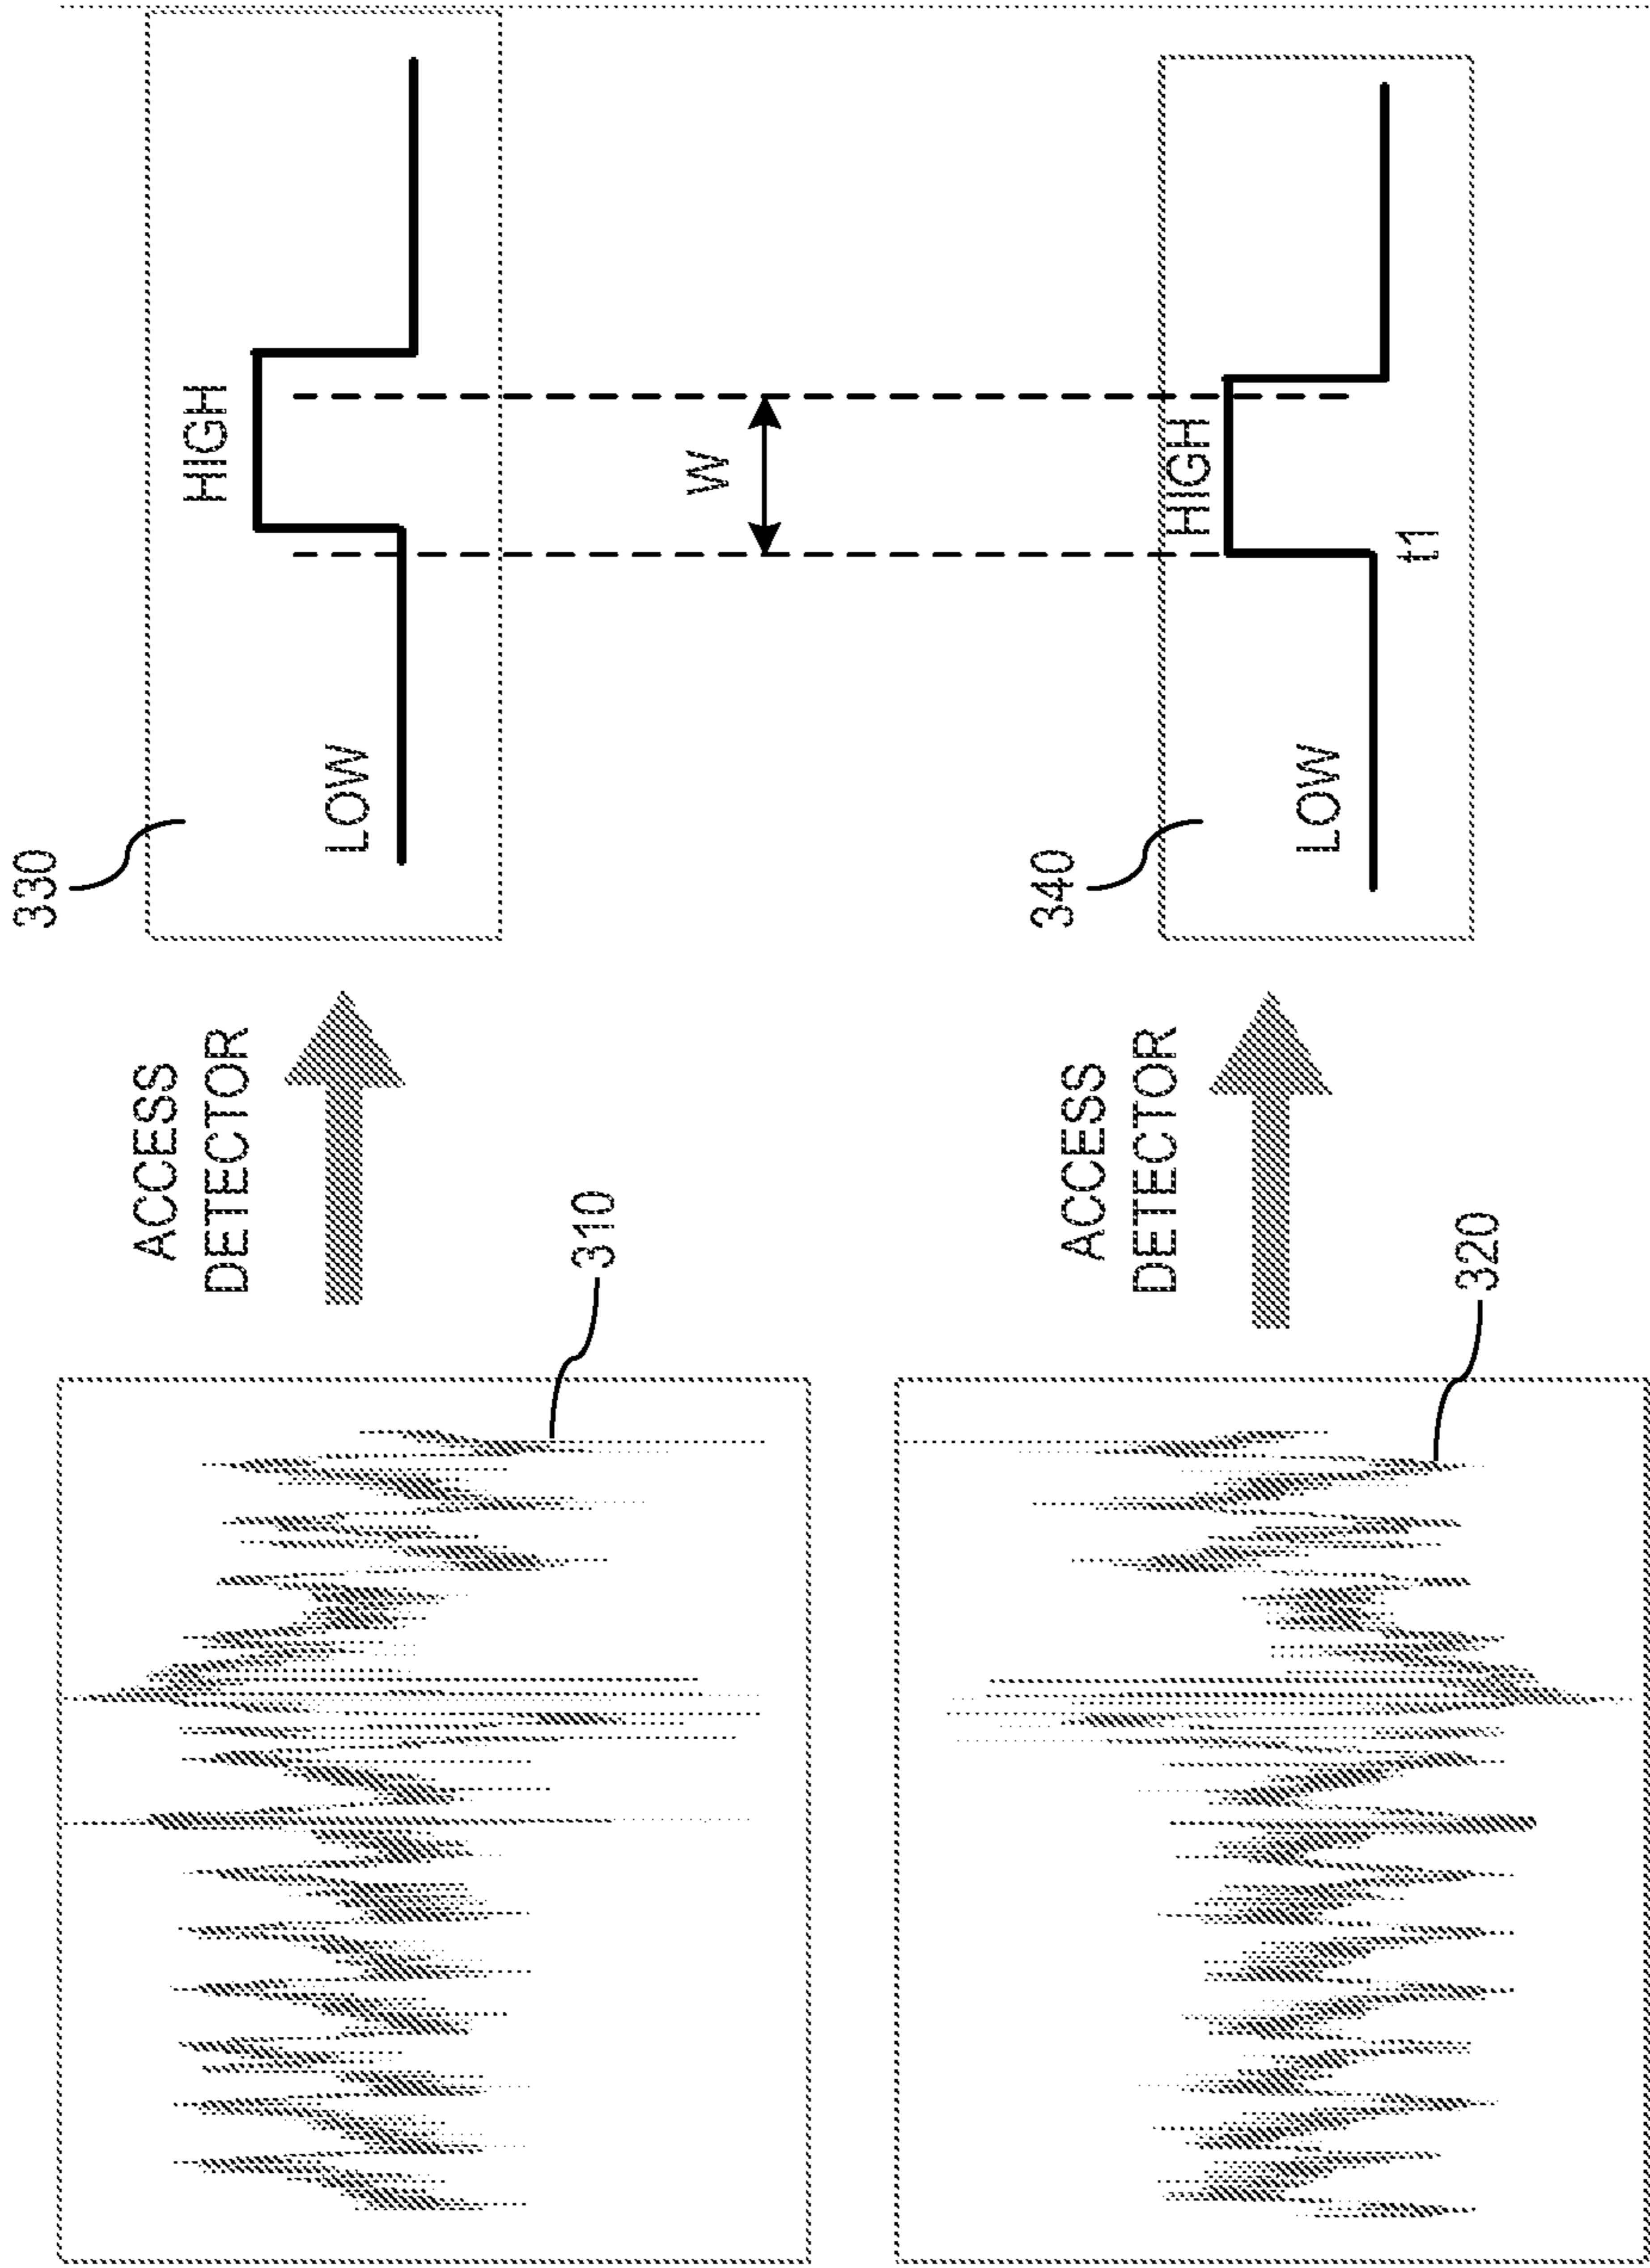 310
ACCESS
DETECTOR
330
LOW
HIGH
W
320
ACCESS
DETECTOR
340
LOW
HIGH
t1